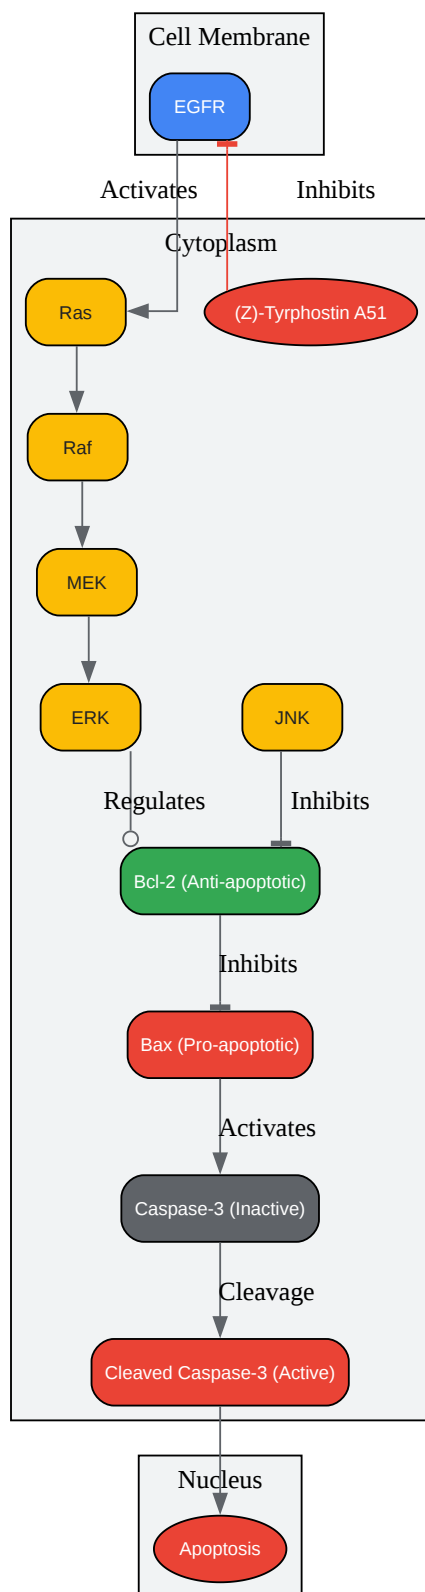 Cell Membrane
EGFR
Activates
Inhibits
Cytoplasm
Ras
(Z)-Tyrphostin A51
Raf
MEK
ERK
JNK
Regulates
Inhibits
Bcl-2 (Anti-apoptotic)
Inhibits
Bax (Pro-apoptotic)
Activates
Caspase-3 (Inactive)
Cleavage
Cleaved Caspase-3 (Active)
Nucleus
Apoptosis